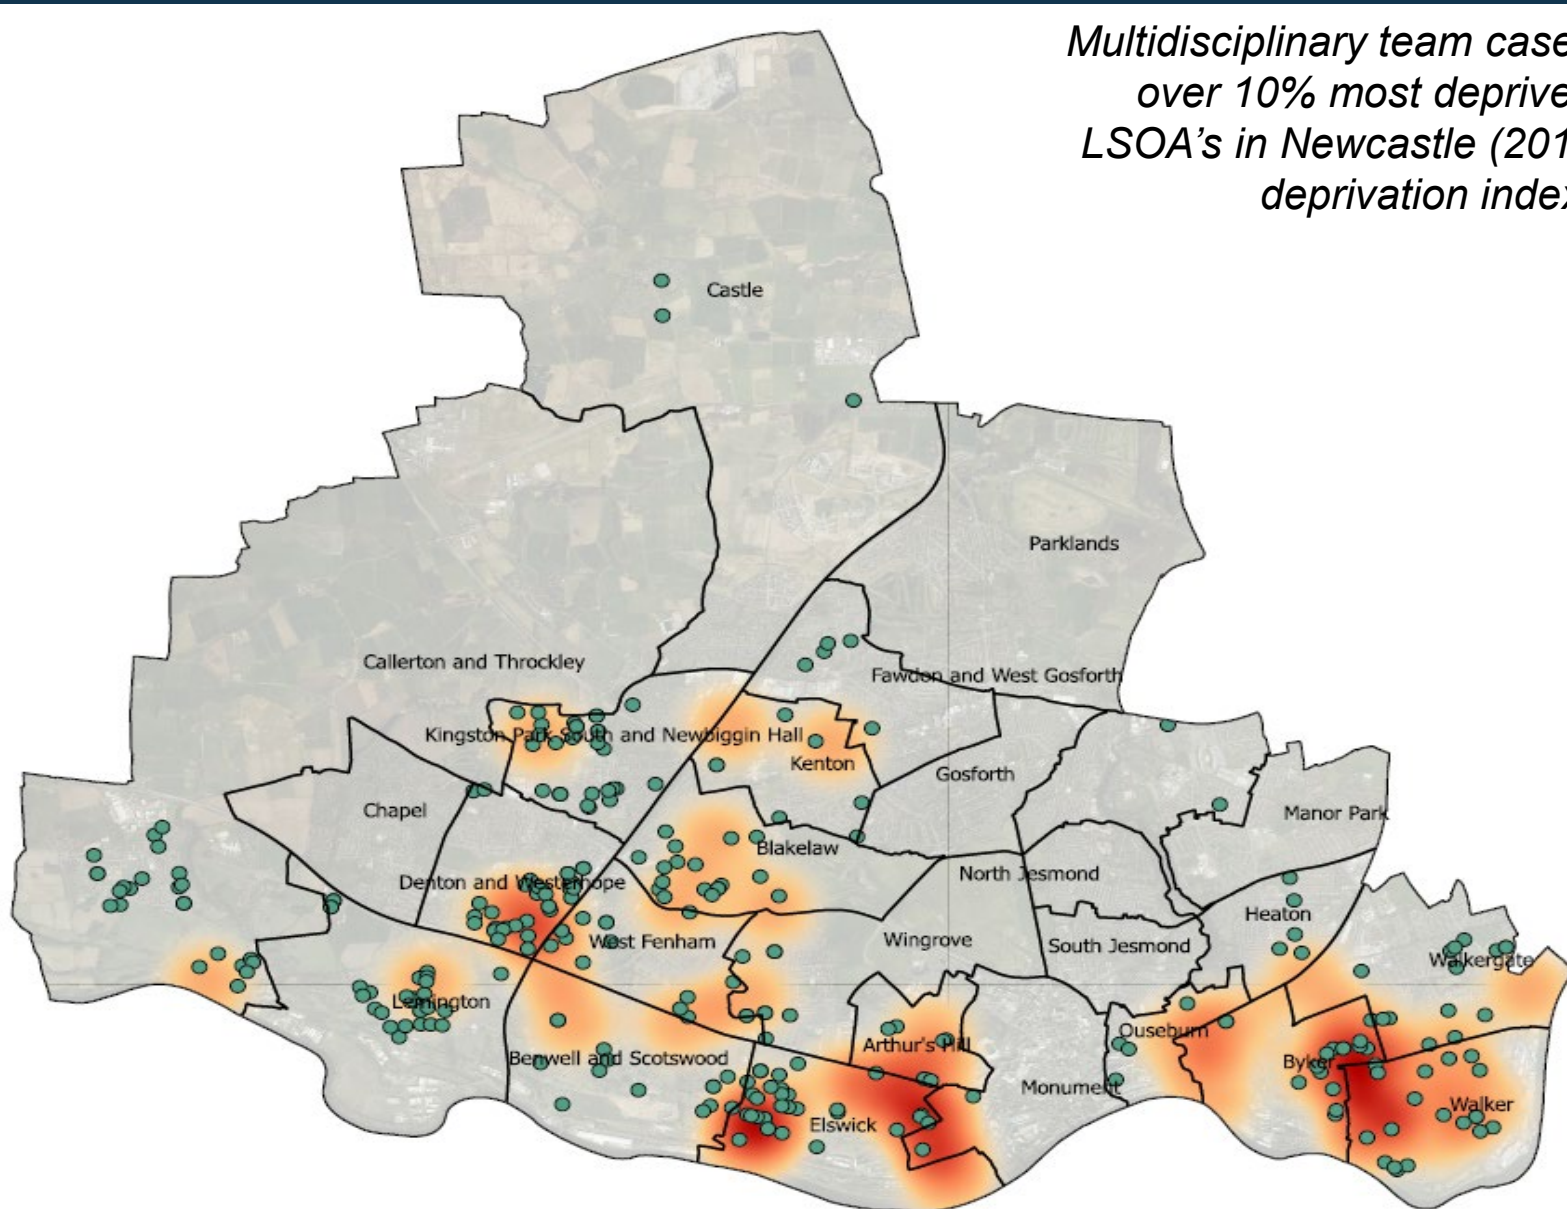 Multidisciplinary team case
over 10% most deprive
LSOA's in Newcastle (201
deprivation index
Castle
Parklands
Callerton and Throckley
Fawdon and West Gosforth
Kingston Park South and Newbiggin Hall
Kenton
Gosforth
Chapel
Manor Park
Blakelaw
North Jesmond
Denton and Westerhope
Heaton
West Fenham
Wingrove
South Jesmond
Walkergate
Lemington
Ouseburn
Arthur's Hill
Benwell and Scotswood
Byker
Monument
Walker
Elswick